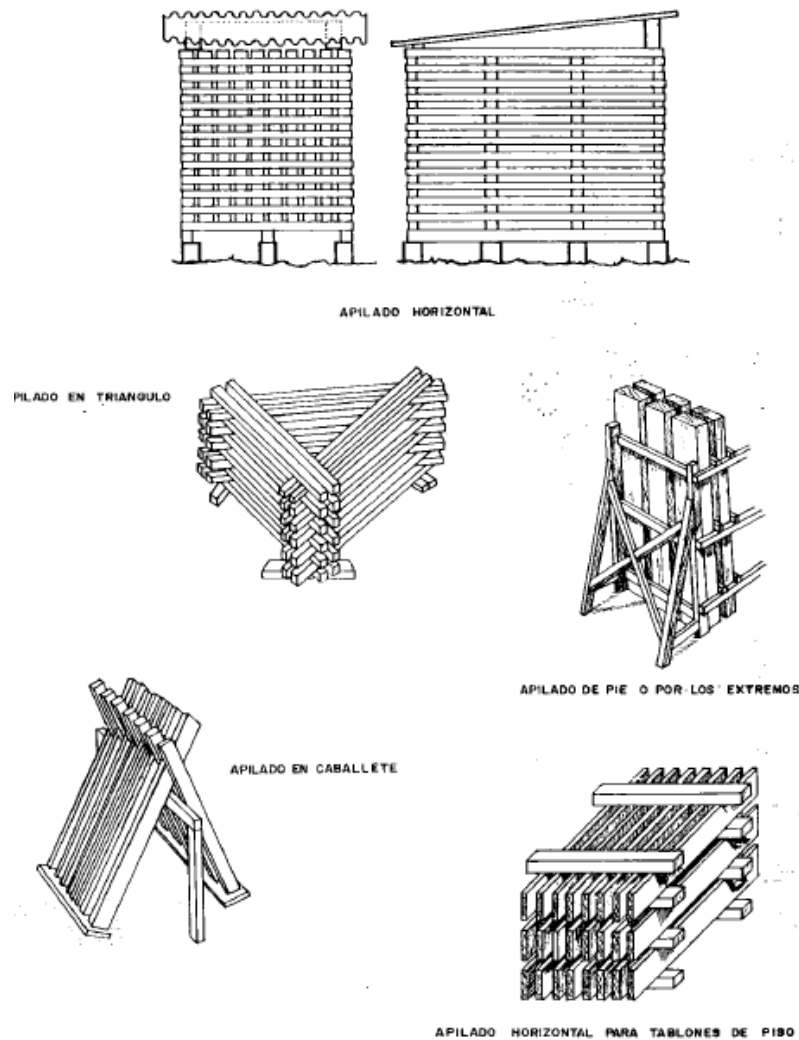 APILADO HORIZONTAL
PILADO EN TRIANGULO
APILADO DE PIE O POR LOS EXTREMOS
APILADO EN CABALLETE
APILADO HORIZONTAL PARA TABLONES DE PISO